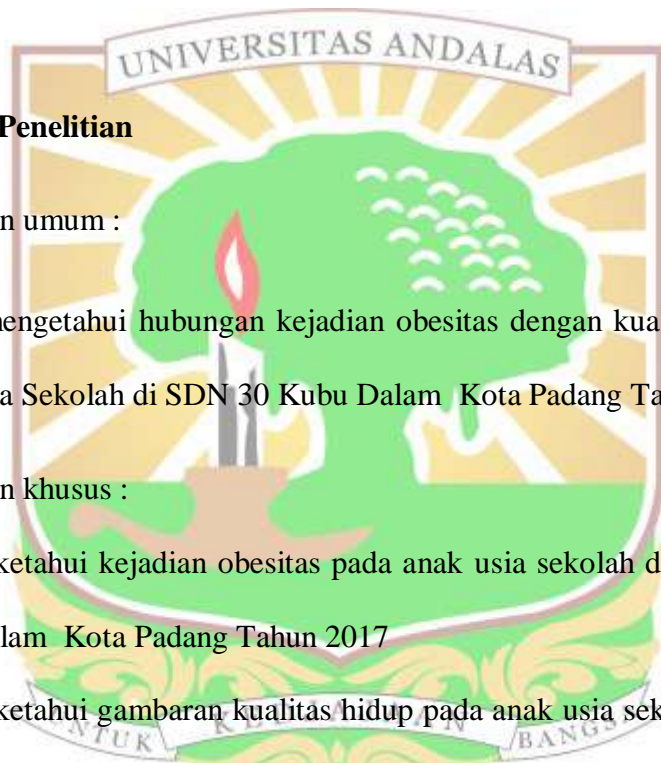 UNIVERSITAS ANDALAS
Penelitian
n umum :
mengetahui hubungan kejadian obesitas dengan kua
a Sekolah di SDN 30 Kubu Dalam Kota Padang Ta
n khusus :
ketahui kejadian obesitas pada anak usia sekolah d
lam Kota Padang Tahun 2017
ketahui gambaran kualitas hidup pada anak usia sek
NTUK BANGS